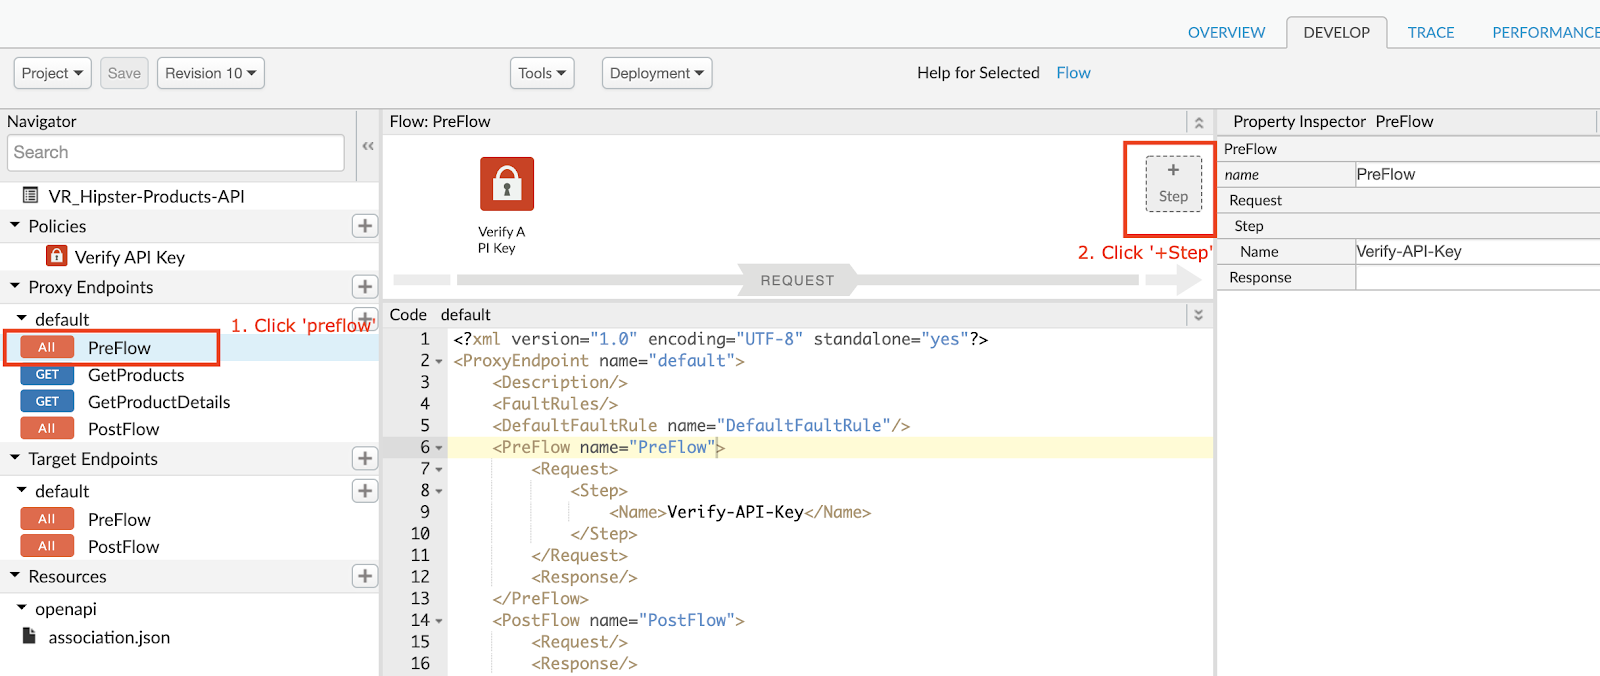 OVERVIEW DEVELOP TRACE PERFORMANCE
Project Save Revision 10 Tools Deployment Help for Selected Flow
Navigator
Search
VR_Hipster-Products-API
Policies
Verify API Key
Proxy Endpoints
default
1. Click 'preflow'
All PreFlow
GET GetProducts
GET GetProductDetails
All PostFlow
Target Endpoints
default
All PreFlow
All PostFlow
Resources
openapi
association.json
Flow: PreFlow
Verify A
PI Key
+
Step
2. Click '+Step'
REQUEST
Code default
1 <?xml version="1.0" encoding="UTF-8" standalone="yes"?>
2 <ProxyEndpoint name="default">
3 <Description/>
4 <FaultRules/>
5 <DefaultFaultRule name="DefaultFaultRule"/>
6 <PreFlow name="PreFlow">
7 <Request>
8 <Step>
9 <Name>Verify-API-Key</Name>
10 </Step>
11 </Request>
12 <Response/>
13 </PreFlow>
14 <PostFlow name="PostFlow">
15 <Request/>
16 <Response/>
Property Inspector PreFlow
PreFlow
name PreFlow
Request
Step
Name Verify-API-Key
Response